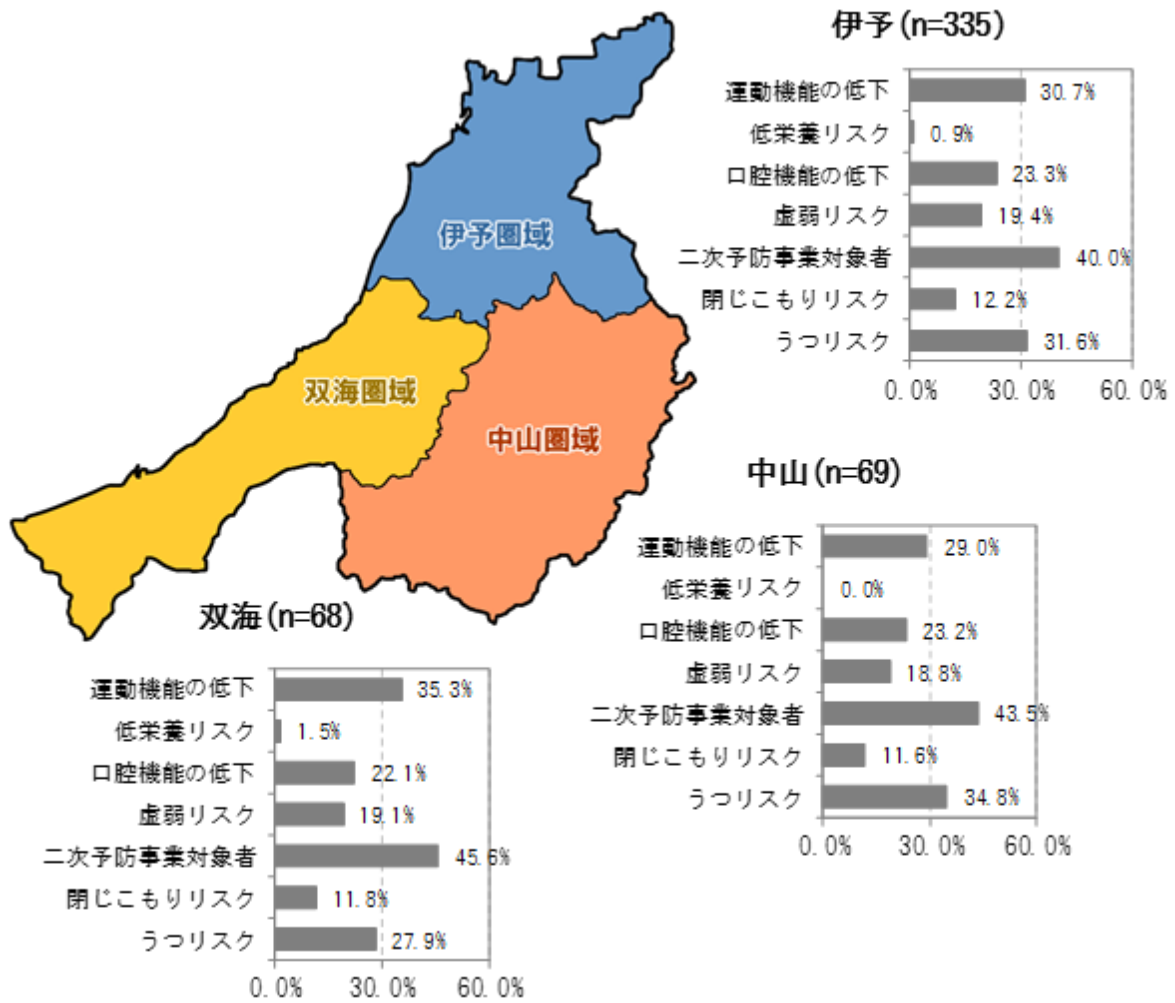 伊予(n=335)
運動機能の低下 30.7%
低栄養リスク 0.9%
口腔機能の低下 23.3%
虚弱リスク 19.4%
二次予防事業対象者 40.0%
閉じこもりリスク 12.2%
うつリスク 31.6%
0.0% 30.0% 60.0%
伊予圏域
双海圏域
中山圏域
中山(n=69)
運動機能の低下 29.0%
低栄養リスク 0.0%
口腔機能の低下 23.2%
虚弱リスク 18.8%
二次予防事業対象者 43.5%
閉じこもりリスク 11.6%
うつリスク 34.8%
0.0% 30.0% 60.0%
双海(n=68)
運動機能の低下 35.3%
低栄養リスク 1.5%
口腔機能の低下 22.1%
虚弱リスク 19.1%
二次予防事業対象者 45.6%
閉じこもりリスク 11.8%
うつリスク 27.9%
0.0% 30.0% 60.0%